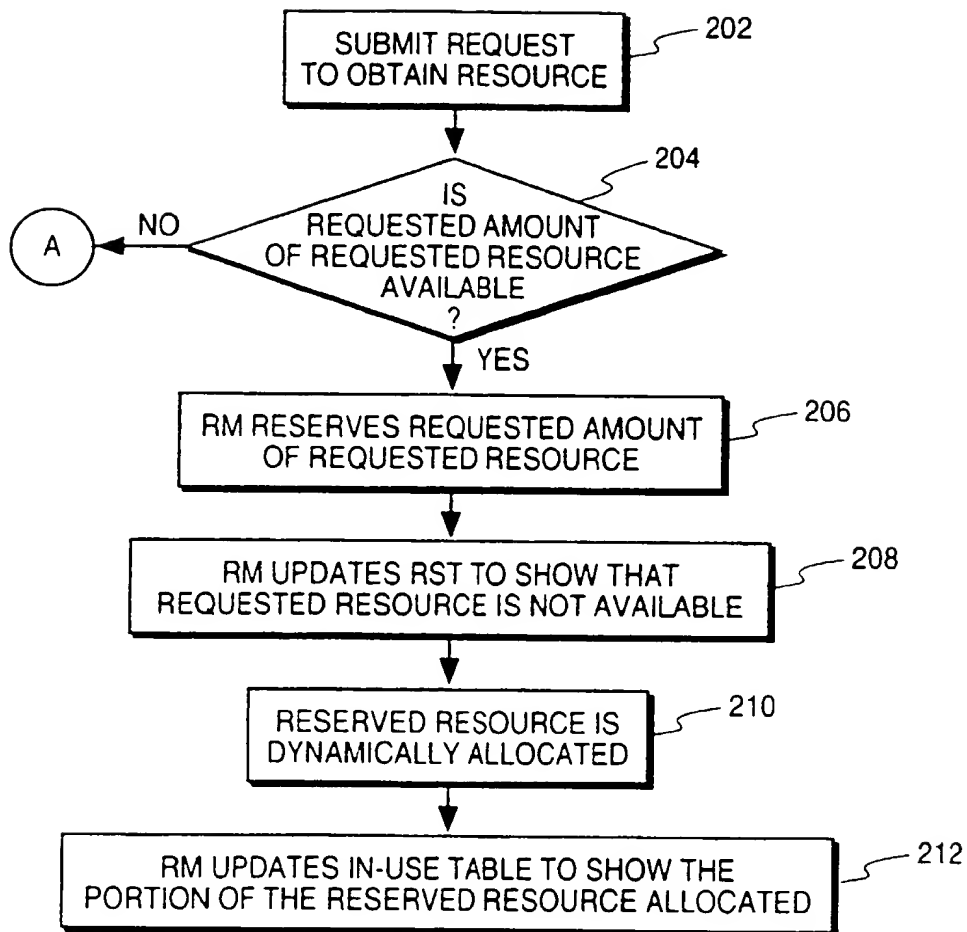 SUBMIT REQUEST
TO OBTAIN RESOURCE
202
204
IS
REQUESTED AMOUNT
OF REQUESTED RESOURCE
AVAILABLE
?
NO
A
YES
RM RESERVES REQUESTED AMOUNT
OF REQUESTED RESOURCE
206
RM UPDATES RST TO SHOW THAT
REQUESTED RESOURCE IS NOT AVAILABLE
208
RESERVED RESOURCE IS
DYNAMICALLY ALLOCATED
210
RM UPDATES IN-USE TABLE TO SHOW THE
PORTION OF THE RESERVED RESOURCE ALLOCATED
212